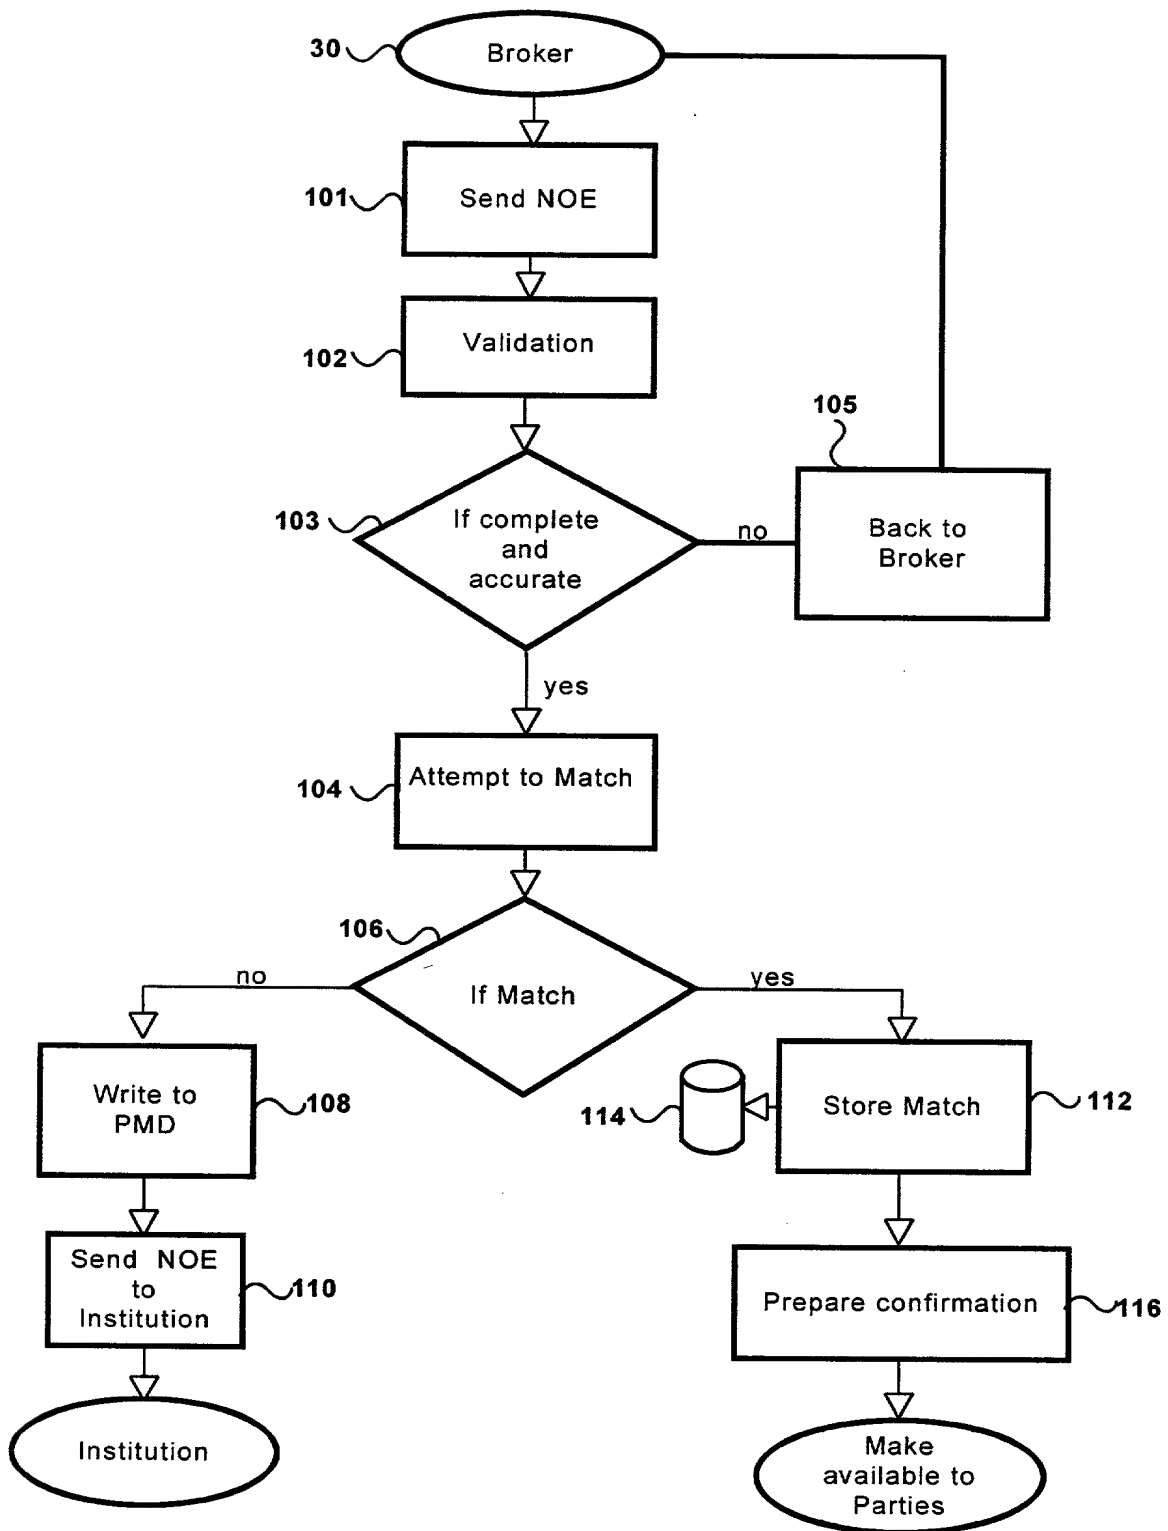 30
Broker
101
Send NOE
102
Validation
105
103
If complete
and
accurate
no
Back to
Broker
yes
104
Attempt to Match
106
no
If Match
yes
Write to
PMD
108
114
Store Match
112
Send NOE
to
Institution
110
Prepare confirmation
116
Institution
Make
available to
Parties